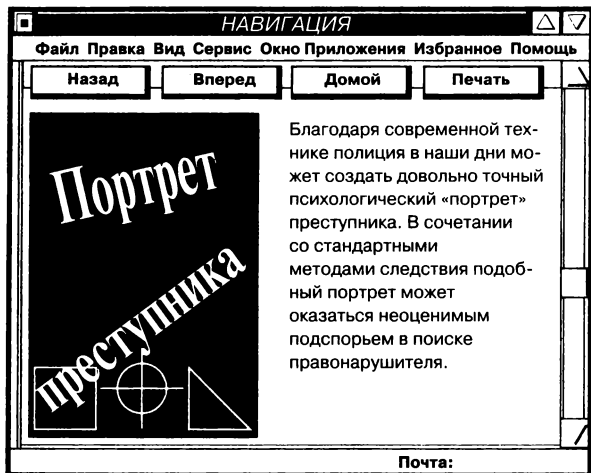 НАВИГАЦИЯ
Файл Правка Вид Сервис Окно Приложения Избранное Помощь
Назад Вперед Домой Печать
Портрет
преступника
Благодаря современной тех-
нике полиция в наши дни мо-
жет создать довольно точный
психологический «портрет»
преступника. В сочетании
со стандартными
методами следствия подоб-
ный портрет может
оказаться неоценимым
подспорьем в поиске
правонарушителя.
Почта: